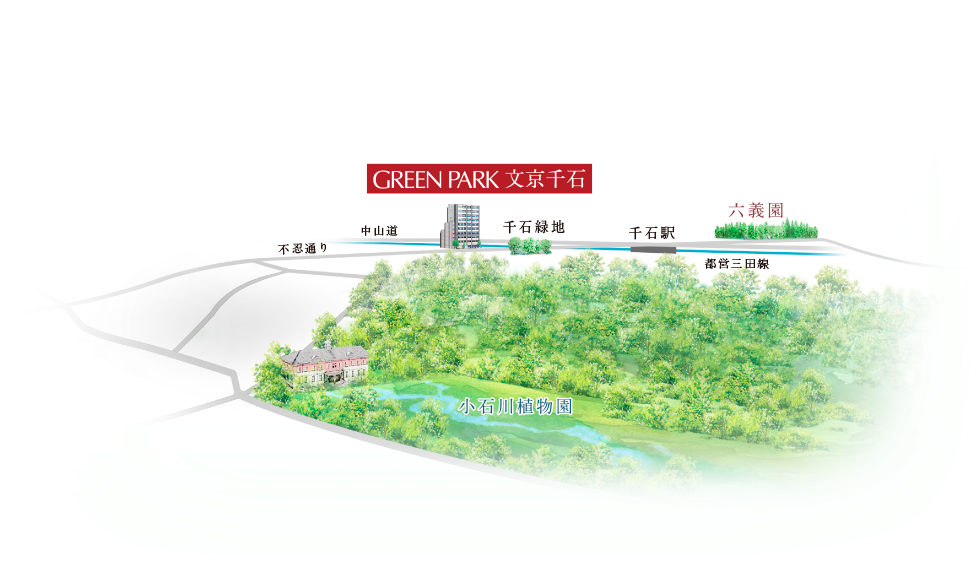 GREEN PARK 文京千石
六義園
中山道
千石緑地
千石駅
不忍通り
都営三田線
小石川植物園